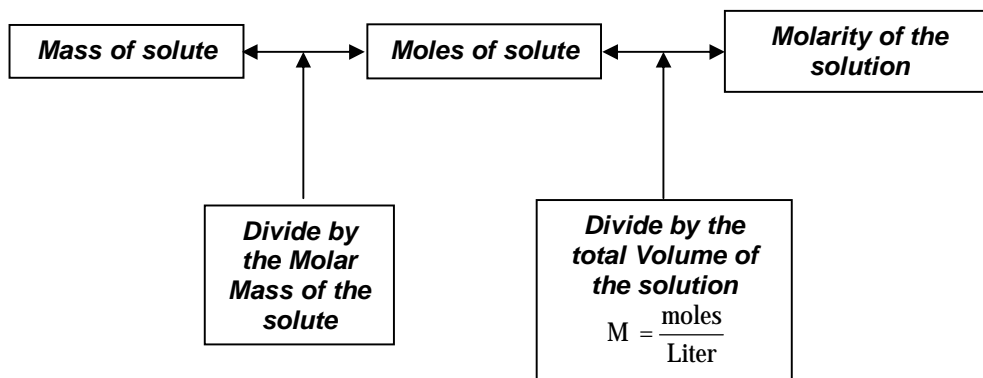 Mass of solute
Moles of solute
Molarity of the
solution
Divide by
the Molar
Mass of the
solute
Divide by the
total Volume of
the solution
M = moles
Liter